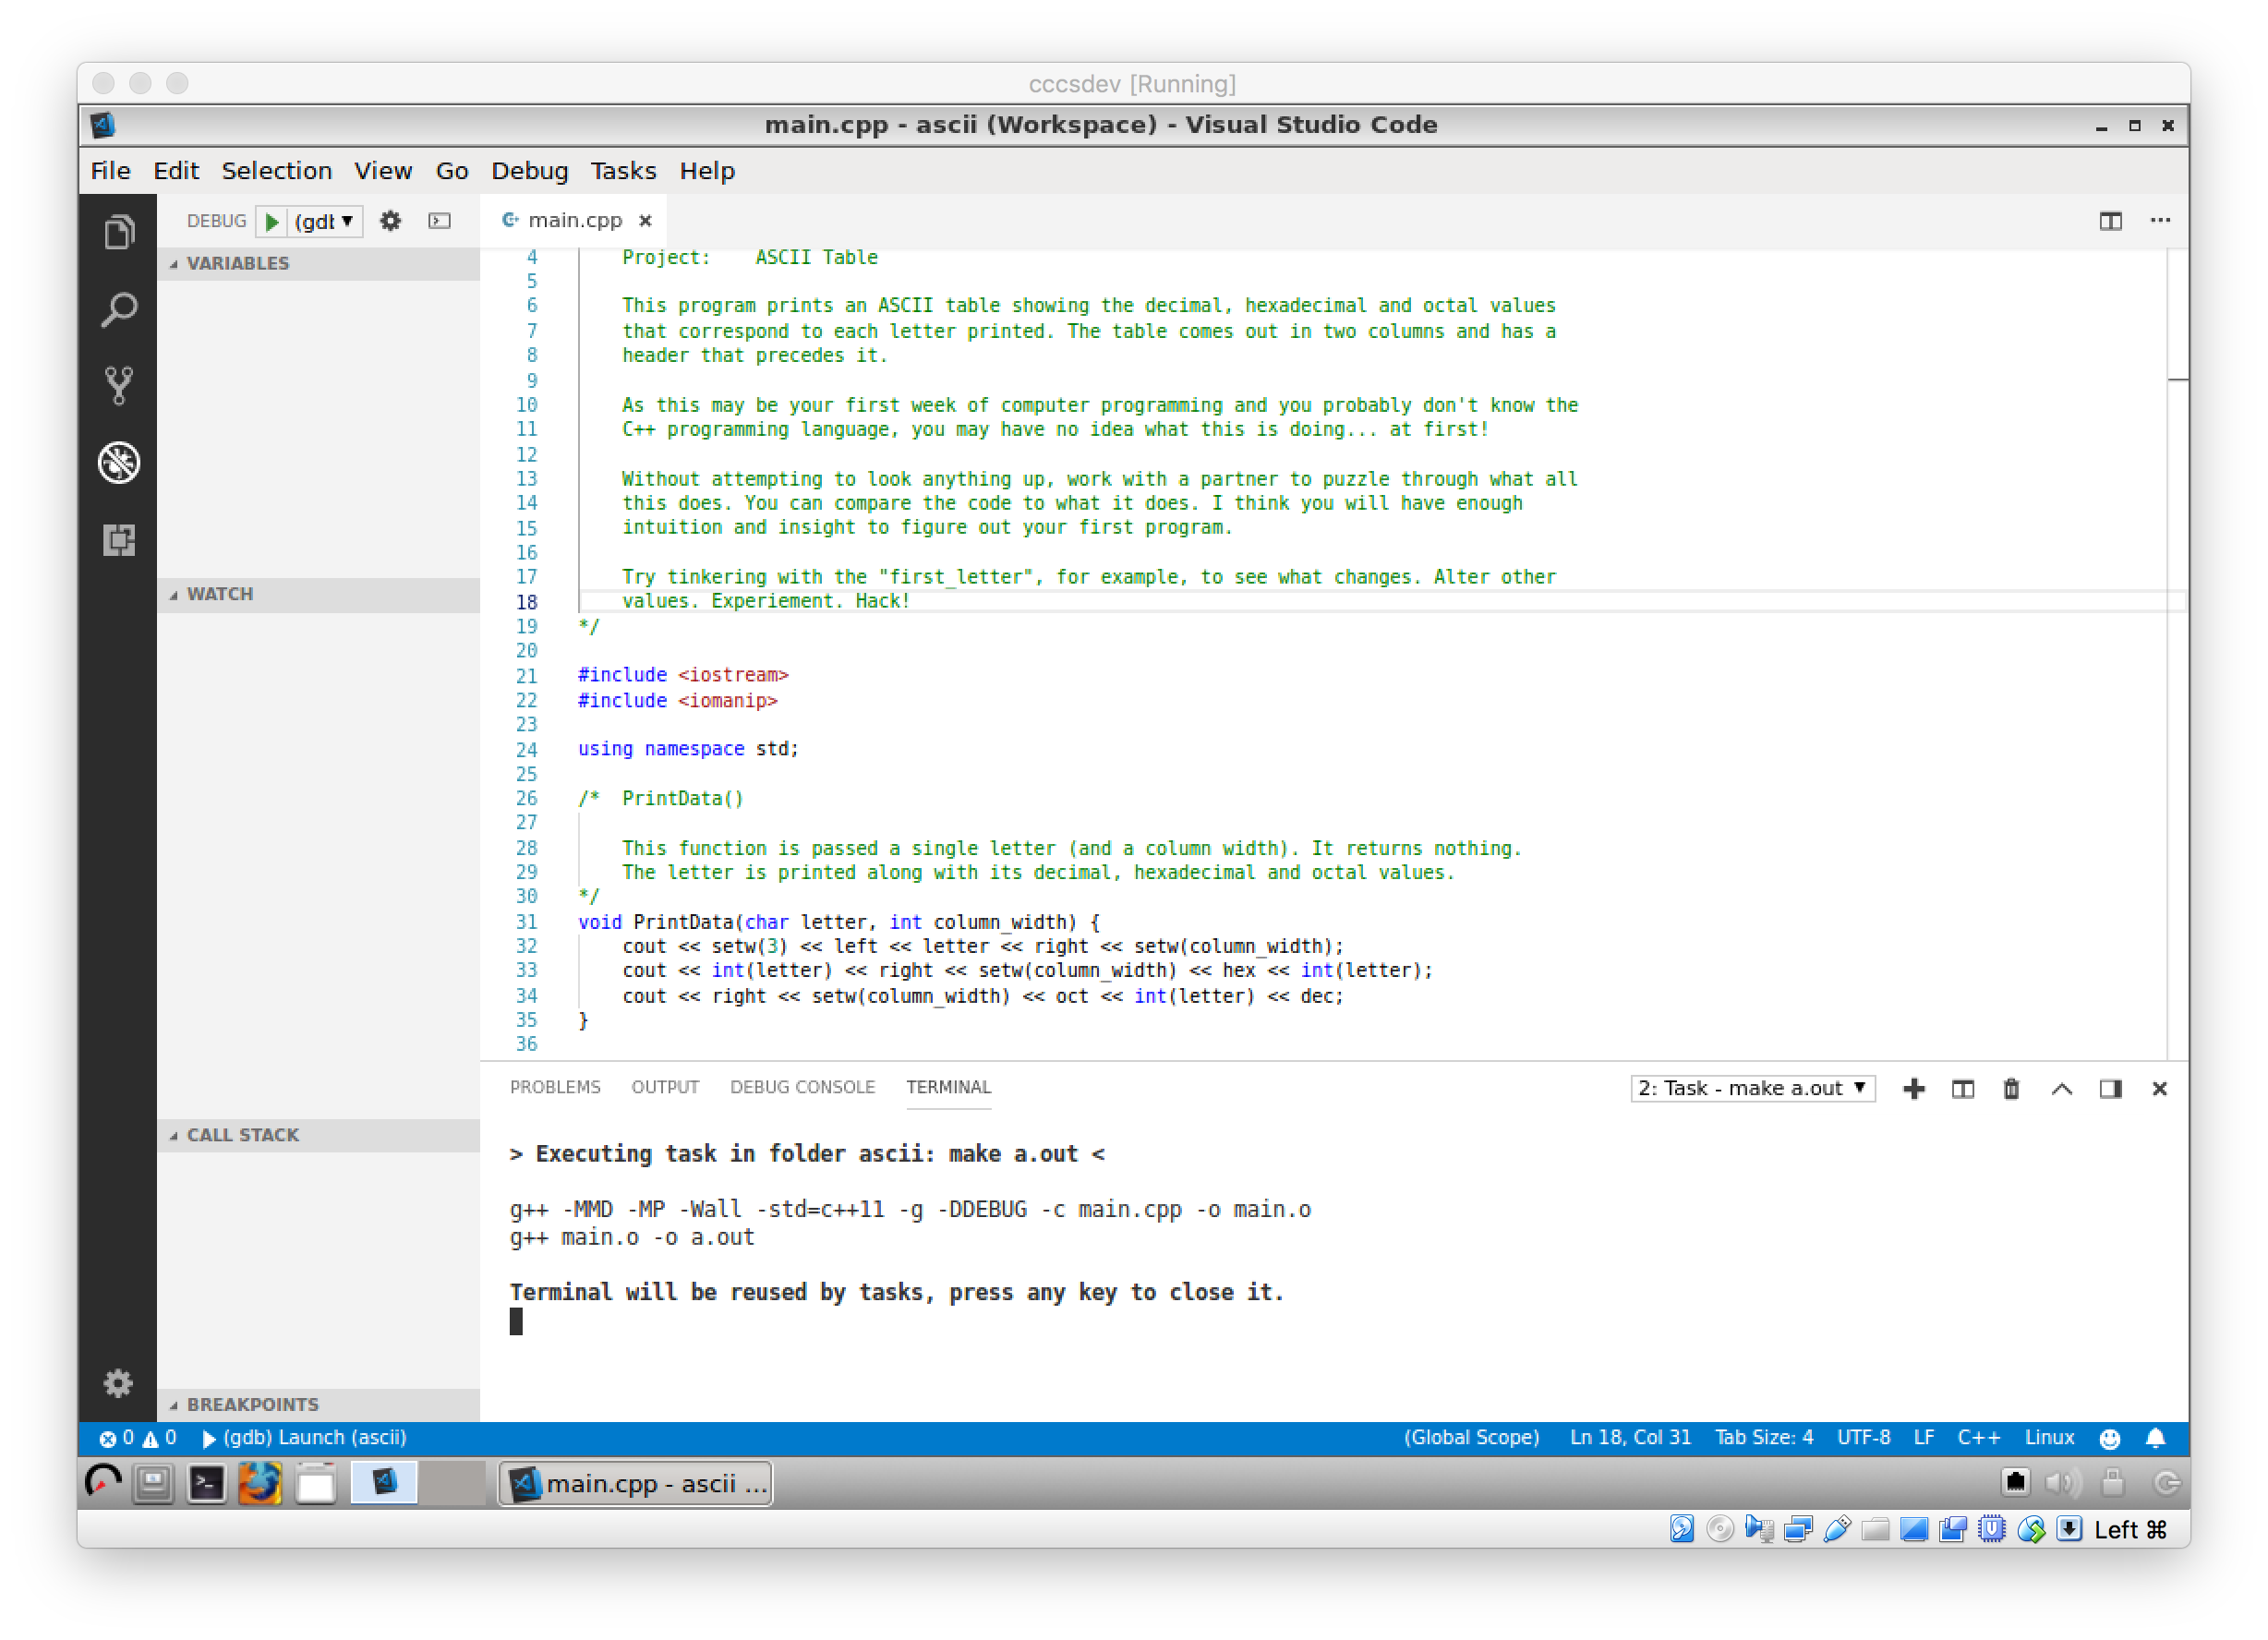 cccsdev [Running]
main.cpp - ascii (Workspace) - Visual Studio Code
File Edit Selection View Go Debug Tasks Help
DEBUG (gdb
main.cpp
VARIABLES
WATCH
CALL STACK
BREAKPOINTS
4 Project: ASCII Table
5
6 This program prints an ASCII table showing the decimal, hexadecimal and octal values
7 that correspond to each letter printed. The table comes out in two columns and has a
8 header that precedes it.
9
10 As this may be your first week of computer programming and you probably don't know the
11 C++ programming language, you may have no idea what this is doing... at first!
12
13 Without attempting to look anything up, work with a partner to puzzle through what all
14 this does. You can compare the code to what it does. I think you will have enough
15 intuition and insight to figure out your first program.
16
17 Try tinkering with the "first_letter", for example, to see what changes. Alter other
18 values. Experiement. Hack!
19 */
20
21 #include <iostream>
22 #include <iomanip>
23
24 using namespace std;
25
26 /* PrintData()
27
28 This function is passed a single letter (and a column width). It returns nothing.
29 The letter is printed along with its decimal, hexadecimal and octal values.
30 */
31 void PrintData(char letter, int column_width) {
32 cout << setw(3) << left << letter << right << setw(column_width);
33 cout << int(letter) << right << setw(column_width) << hex << int(letter);
34 cout << right << setw(column_width) << oct << int(letter) << dec;
35 }
36
PROBLEMS OUTPUT DEBUG CONSOLE TERMINAL 2: Task - make a.out
> Executing task in folder ascii: make a.out <
g++ -MMD -MP -Wall -std=c++11 -g -DDEBUG -c main.cpp -o main.o
g++ main.o -o a.out
Terminal will be reused by tasks, press any key to close it.
0 0 (gdb) Launch (ascii) (Global Scope) Ln 18, Col 31 Tab Size: 4 UTF-8 LF C++ Linux
main.cpp - ascii ...
Left ⌘